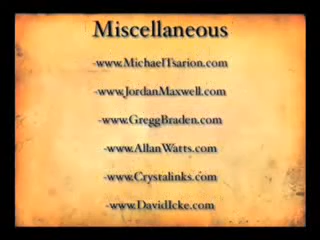 Miscellaneous
-www.MichaelTsarion.com
-www.JordanMaxwell.com
-www.GreggBraden.com
-www.AllanWatts.com
-www.Crystalinks.com
-www.DavidIcke.com